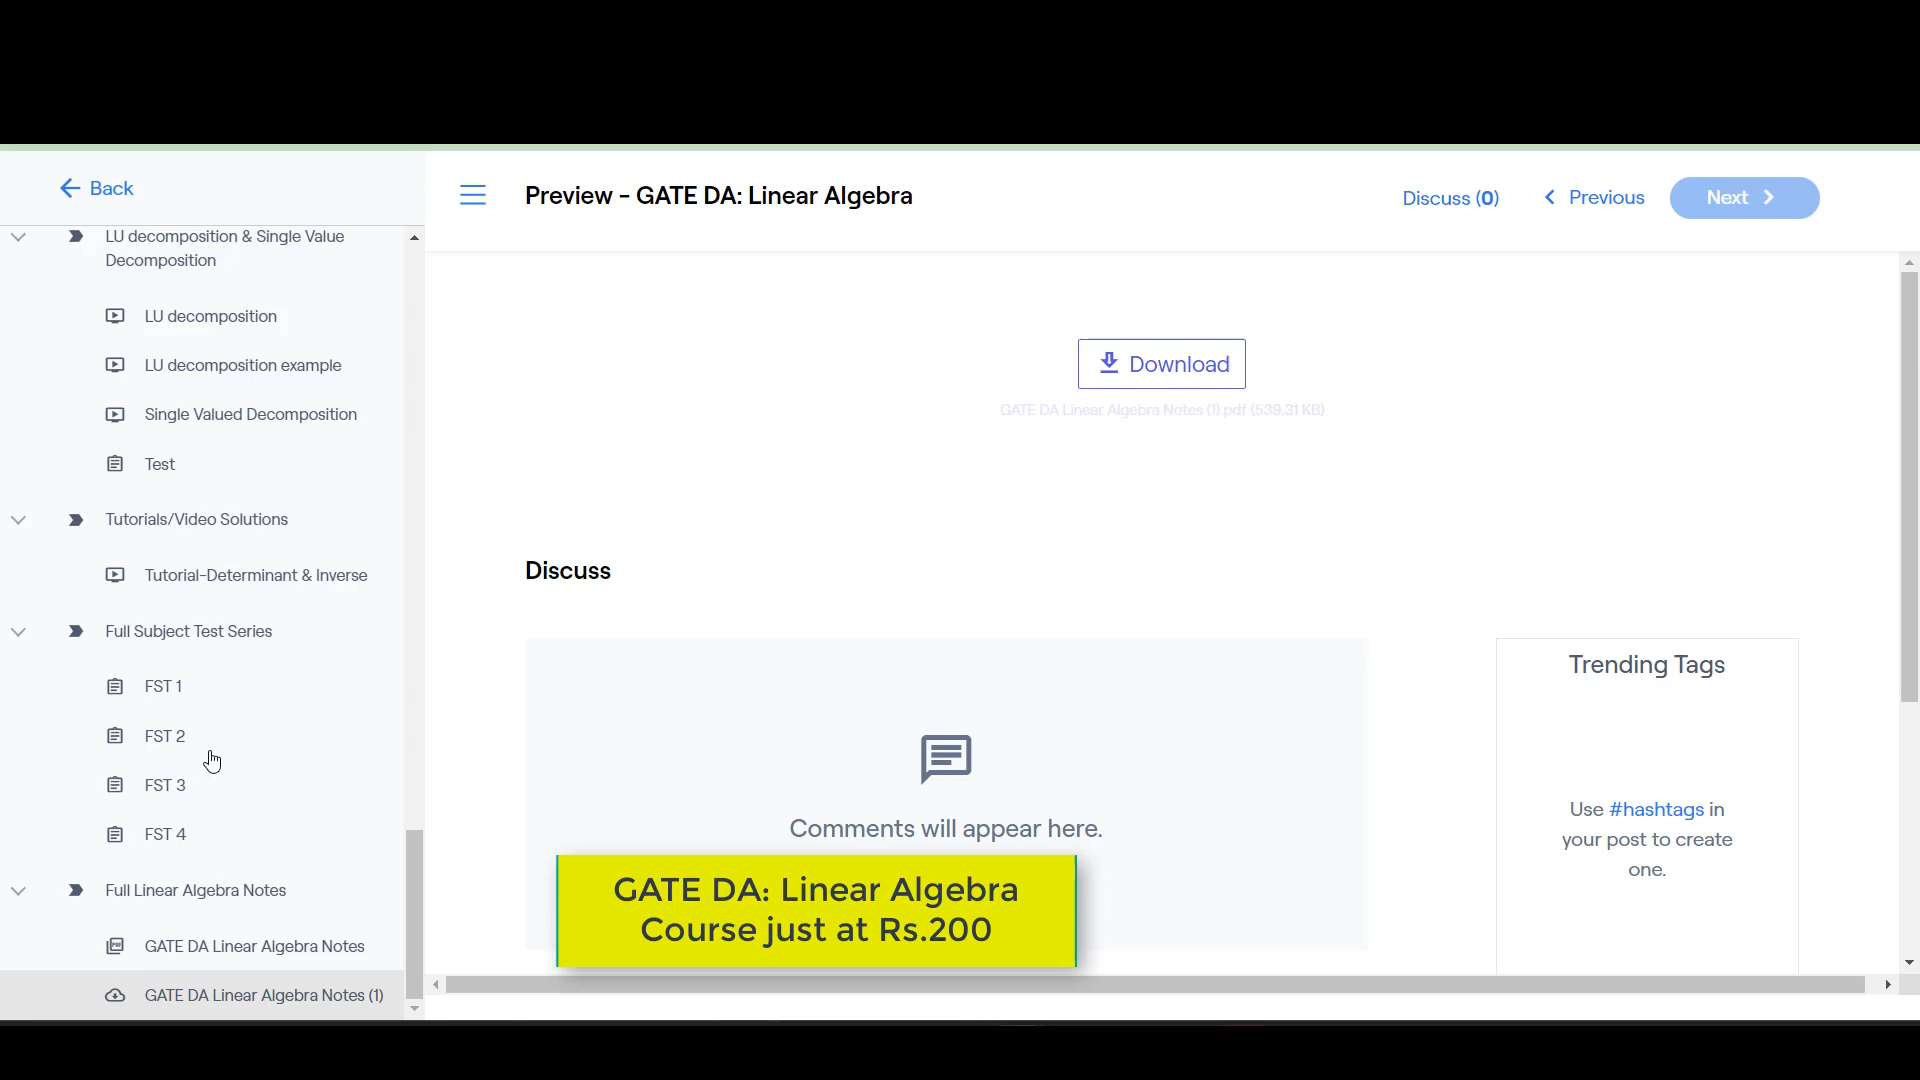 Back
Preview - GATE DA: Linear Algebra
Discuss (0)
Previous
Next
LU decomposition & Single Value
Decomposition
LU decomposition
LU decomposition example
Single Valued Decomposition
Test
Tutorials/Video Solutions
Tutorial-Determinant & Inverse
Full Subject Test Series
FST 1
FST 2
FST 3
FST 4
Full Linear Algebra Notes
GATE DA Linear Algebra Notes
GATE DA Linear Algebra Notes (1)
Download
GATE DA Linear Algebra Notes (1).pdf (539.31 KB)
Discuss
Comments will appear here.
Trending Tags
Use #hashtags in
your post to create
one.
GATE DA: Linear Algebra
Course just at Rs.200